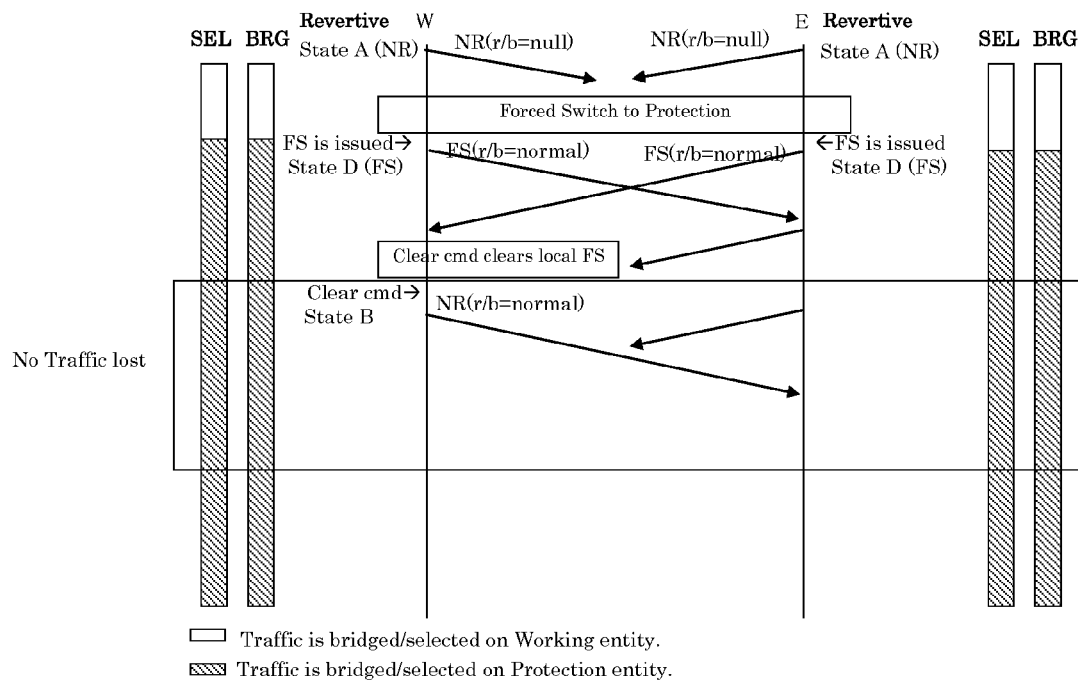 Revertive W E Revertive
SEL BRG State A (NR) NR(r/b=null) NR(r/b=null) State A (NR) SEL BRG
Forced Switch to Protection
FS is issued→ ←FS is issued
State D (FS) FS(r/b=normal) FS(r/b=normal) State D (FS)
Clear cmd clears local FS
Clear cmd→
State B NR(r/b=normal)
No Traffic lost
Traffic is bridged/selected on Working entity.
Traffic is bridged/selected on Protection entity.